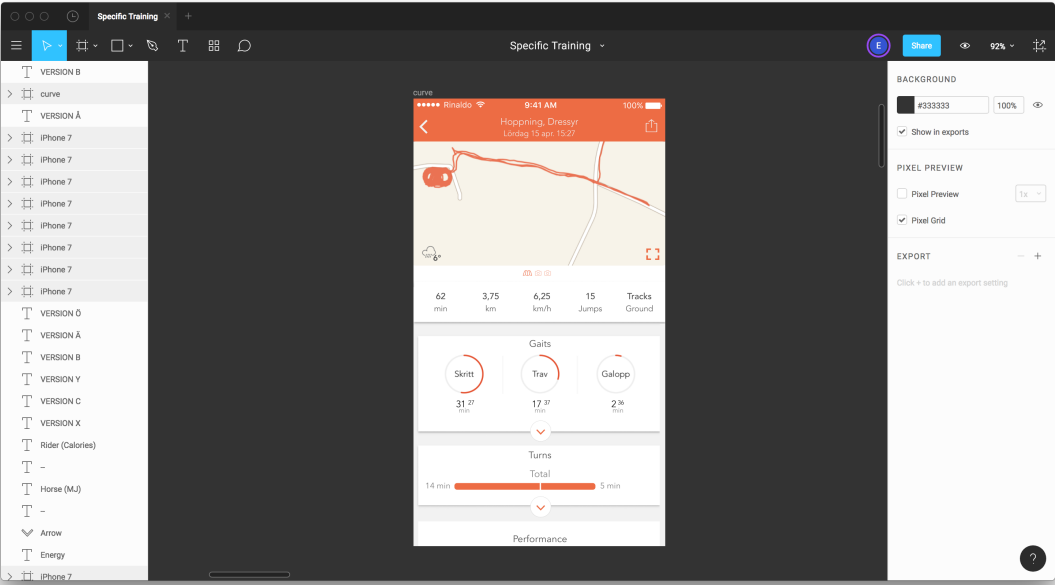 Specific Training
Specific Training
E
Share
92%
VERSION B
curve
VERSION Å
iPhone 7
iPhone 7
iPhone 7
iPhone 7
iPhone 7
iPhone 7
iPhone 7
iPhone 7
VERSION Ö
VERSION Ä
VERSION B
VERSION Y
VERSION C
VERSION X
Rider (Calories)
–
Horse (MJ)
–
Arrow
Energy
iPhone 7
curve
Rinaldo 9:41 AM 100%
Hoppning, Dressyr
Lördag 15 apr. 15:27
6°
62 3,75 6,25 15 Tracks
min km km/h Jumps Ground
Gaits
Skritt Trav Galopp
31 27 17 37 2 36
min min min
Turns
Total
14 min 5 min
Performance
BACKGROUND
#333333 100%
Show in exports
PIXEL PREVIEW
Pixel Preview 1x
Pixel Grid
EXPORT
Click + to add an export setting
?